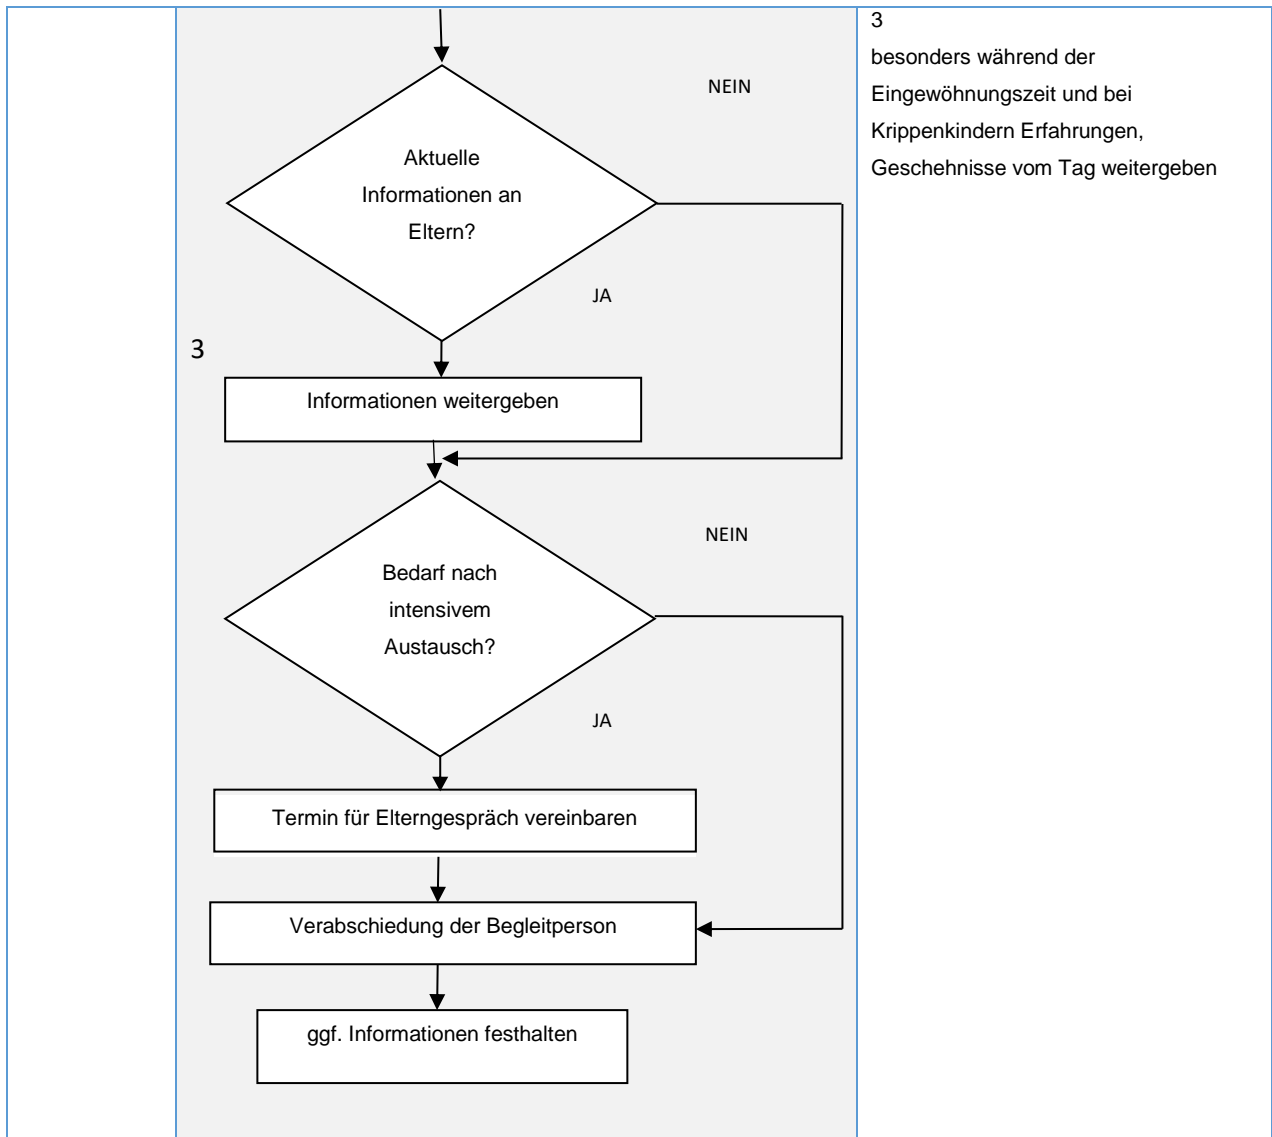 NEIN
Aktuelle
Informationen an
Eltern?
JA
3
Informationen weitergeben
NEIN
Bedarf nach
intensivem
Austausch?
JA
Termin für Elterngespräch vereinbaren
Verabschiedung der Begleitperson
ggf. Informationen festhalten
3
besonders während der
Eingewöhnungszeit und bei
Krippenkindern Erfahrungen,
Geschehnisse vom Tag weitergeben